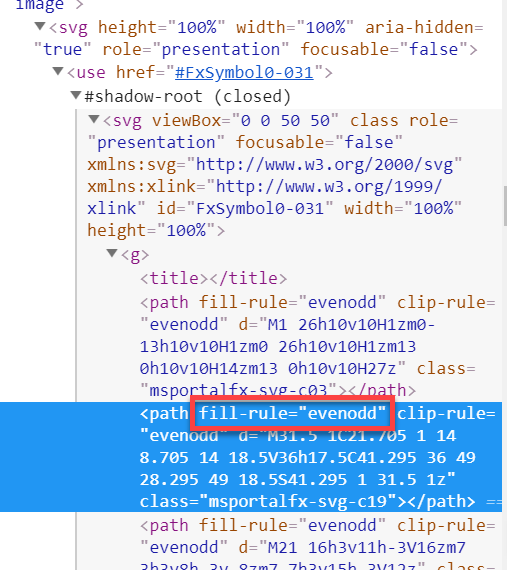 image >
▼<svg height="100%" width="100%" aria-hidden=
"true" role="presentation" focusable="false">
▼<use href="#FxSymbol0-031">
▼#shadow-root (closed)
▼<svg viewBox="0 0 50 50" class role=
"presentation" focusable="false"
xmlns:svg="http://www.w3.org/2000/svg"
xmlns:xlink="http://www.w3.org/1999/
xlink" id="FxSymbol0-031" width="100%"
height="100%">
▼<g>
<title></title>
<path fill-rule="evenodd" clip-rule=
"evenodd" d="M1 26h10v10H1zm0-
13h10v10H1zm0 26h10v10H1zm13
0h10v10H14zm13 0h10v10H27z" class=
"msportalfx-svg-c03"></path>
<path fill-rule="evenodd" clip-rule=
"evenodd" d="M31.5 1C21.705 1 14
8.705 14 18.5V36h17.5C41.295 36 49
28.295 49 18.5S41.295 1 31.5 1z"
class="msportalfx-svg-c19"></path> ==
<path fill-rule="evenodd" clip-rule=
"evenodd" d="M21 16h3v11h-3V16zm7
3h3v8h-3v-8zm7-7h3v15h-3V12z" class=